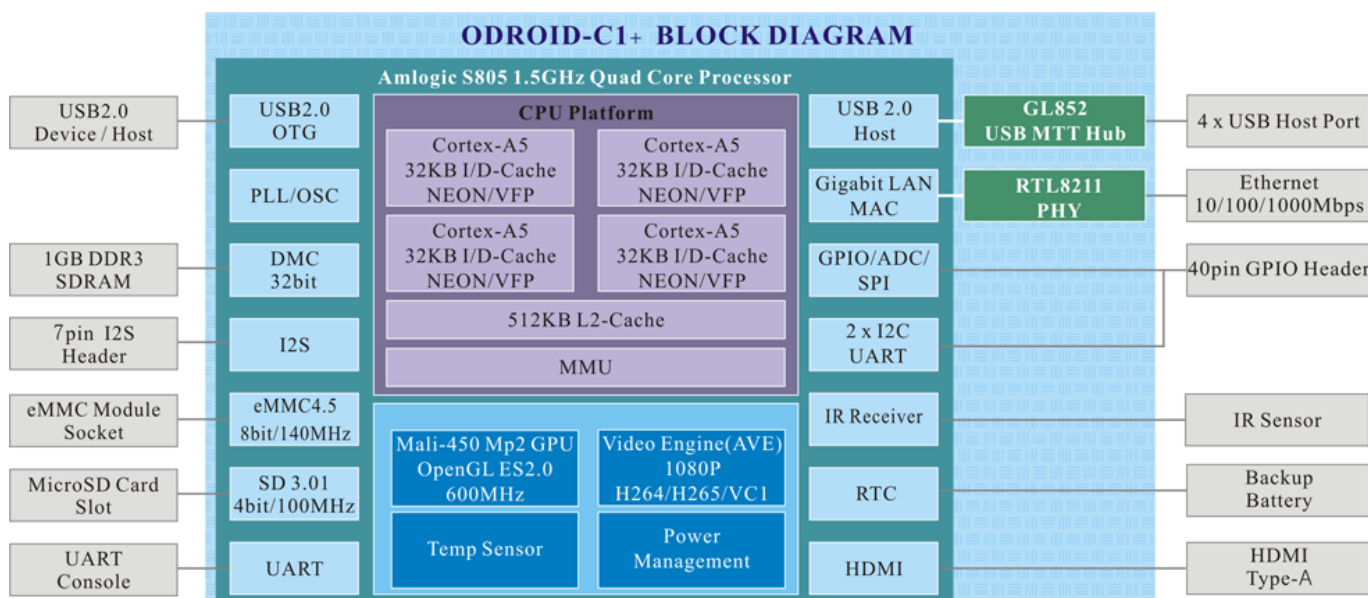 ODROID-C1+ BLOCK DIAGRAM
Amlogic S805 1.5GHz Quad Core Processor
USB2.0
Device / Host
1GB DDR3
SDRAM
7pin I2S
Header
eMMC Module
Socket
MicroSD Card
Slot
UART
Console
USB2.0
OTG
PLL/OSC
DMC
32bit
I2S
eMMC4.5
8bit/140MHz
SD 3.01
4bit/100MHz
UART
CPU Platform
Cortex-A5
32KB I/D-Cache
NEON/VFP
Cortex-A5
32KB I/D-Cache
NEON/VFP
Cortex-A5
32KB I/D-Cache
NEON/VFP
Cortex-A5
32KB I/D-Cache
NEON/VFP
512KB L2-Cache
MMU
Mali-450 Mp2 GPU
OpenGL ES2.0
600MHz
Video Engine(AVE)
1080P
H264/H265/VC1
Temp Sensor
Power
Management
USB 2.0
Host
Gigabit LAN
MAC
GPIO/ADC/
SPI
2 x I2C
UART
IR Receiver
RTC
HDMI
GL852
USB MTT Hub
RTL8211
PHY
4 x USB Host Port
Ethernet
10/100/1000Mbps
40pin GPIO Header
IR Sensor
Backup
Battery
HDMI
Type-A